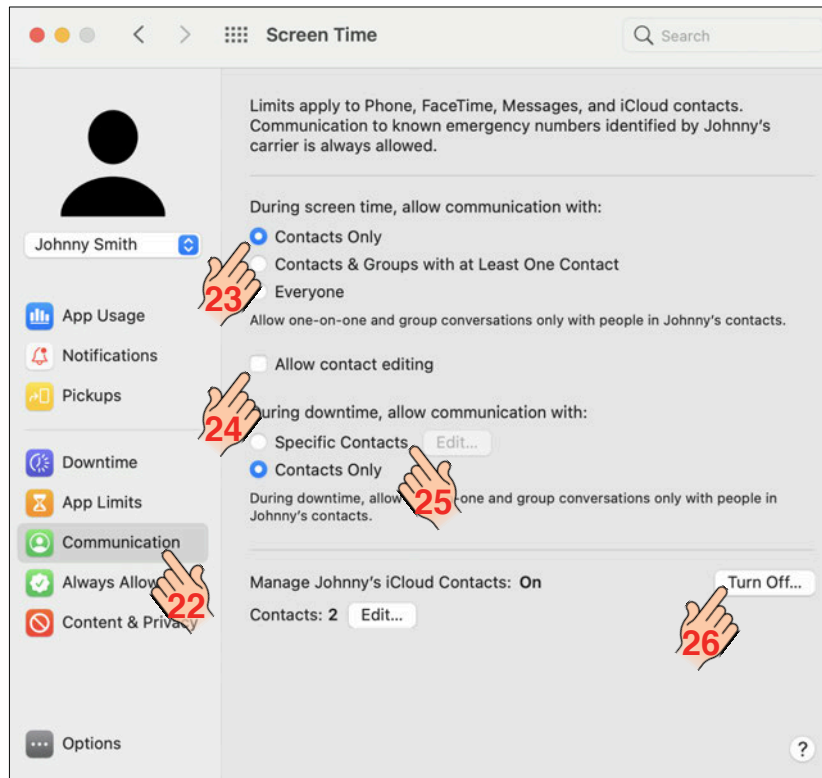 Screen Time
Search
Limits apply to Phone, FaceTime, Messages, and iCloud contacts.
Communication to known emergency numbers identified by Johnny's
carrier is always allowed.
During screen time, allow communication with:
Johnny Smith
Contacts Only
Contacts & Groups with at Least One Contact
23
Everyone
Allow one-on-one and group conversations only with people in Johnny's contacts.
App Usage
Notifications
Pickups
Allow contact editing
24
During downtime, allow communication with:
Specific Contacts
Edit...
Contacts Only
25
During downtime, allow -one and group conversations only with people in
Johnny's contacts.
Downtime
App Limits
Communication
22
Always Allow
Content & Privacy
Manage Johnny's iCloud Contacts: On
Turn Off...
Contacts: 2
Edit...
26
Options
?